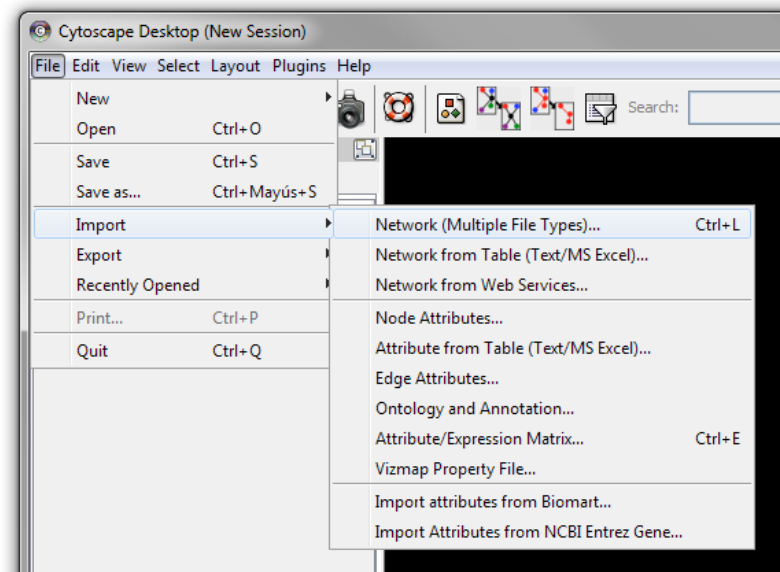 Cytoscape Desktop (New Session)
File Edit View Select Layout Plugins Help
Search:
New
Open Ctrl+O
Save Ctrl+S
Save as... Ctrl+Mayús+S
Import
Export
Recently Opened
Print... Ctrl+P
Quit Ctrl+Q
Network (Multiple File Types)... Ctrl+L
Network from Table (Text/MS Excel)...
Network from Web Services...
Node Attributes...
Attribute from Table (Text/MS Excel)...
Edge Attributes...
Ontology and Annotation...
Attribute/Expression Matrix... Ctrl+E
Vizmap Property File...
Import attributes from Biomart...
Import Attributes from NCBI Entrez Gene...